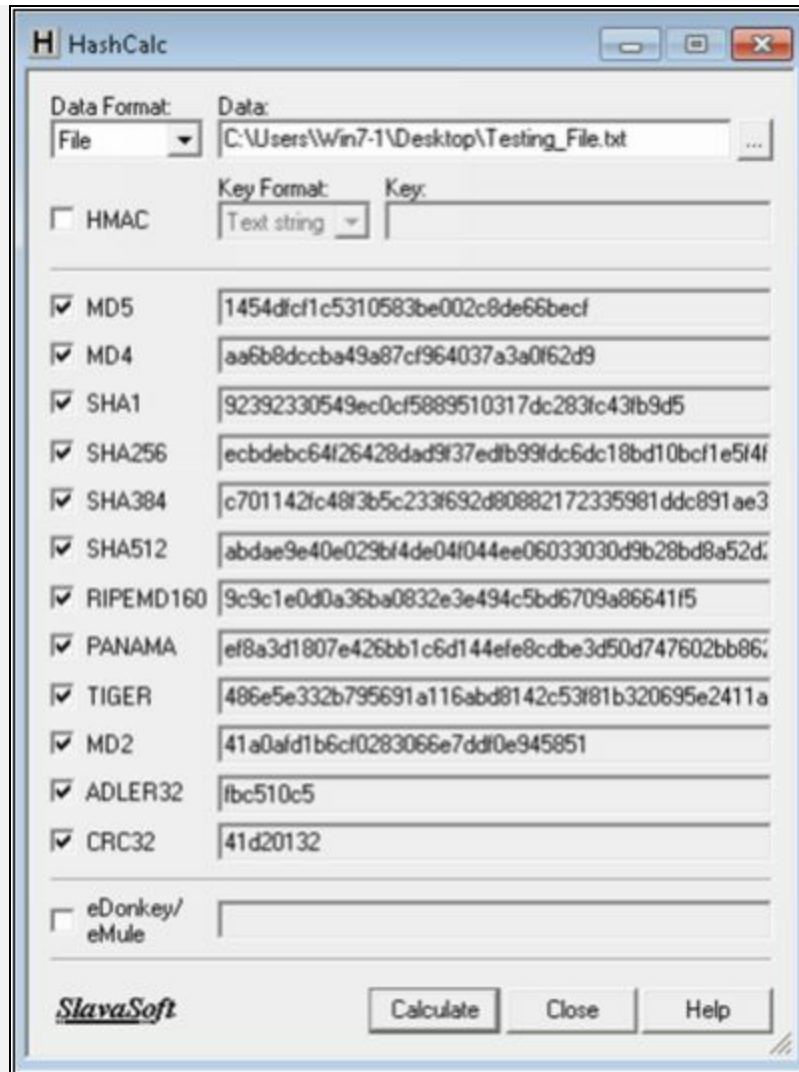 H HashCalc
Data Format: Data:
File C:\Users\Win7-1\Desktop\Testing_File.txt ...
Key Format: Key:
HMAC Text string
MD5 1454dfcf1c5310583be002c8de66becf
MD4 aa6b8dccba49a87cf964037a3a0f62d9
SHA1 92392330549ec0cf5889510317dc283fc43fb9d5
SHA256 ecbdebc64f26428dad9f37edfb99fdc6dc18bd10bcf1e5f4f
SHA384 c701142fc48f3b5c233f692d80882172335981ddc891ae3
SHA512 abdae9e40e029bf4de04f044ee06033030d9b28bd8a52d2
RIPEMD160 9c9c1e0d0a36ba0832e3e494c5bd6709a86641f5
PANAMA ef8a3d1807e426bb1c6d144efe8cdbe3d50d747602bb862
TIGER 486e5e332b795691a116abd8142c53f81b320695e2411a
MD2 41a0afd1b6cf0283066e7ddf0e945851
ADLER32 fbc510c5
CRC32 41d20132
eDonkey/
eMule
SlavaSoft Calculate Close Help